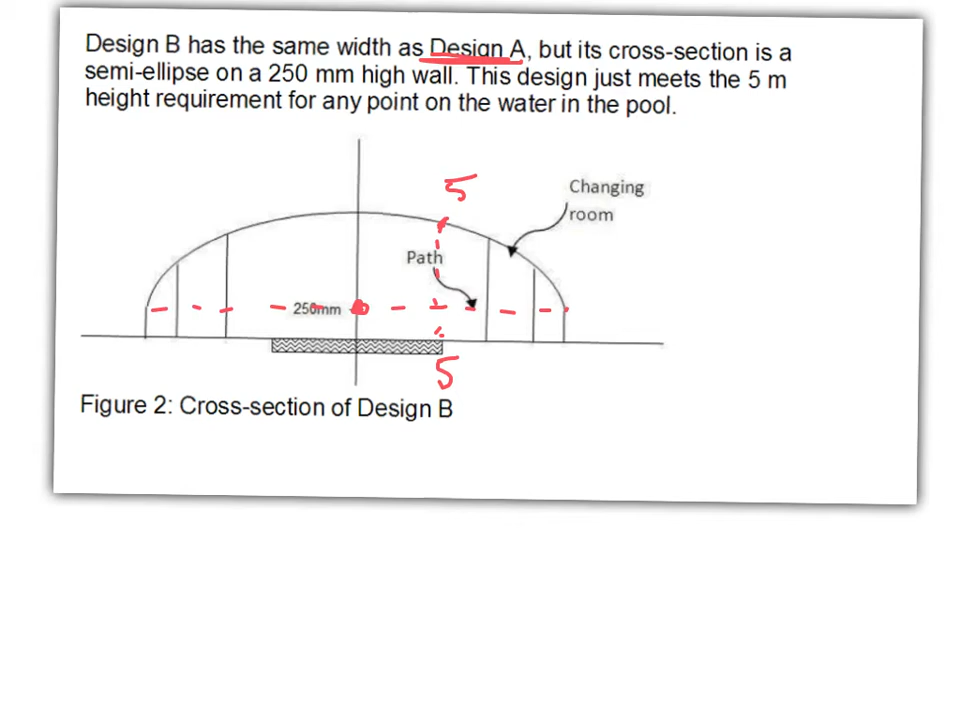 Design B has the same width as Design A, but its cross-section is a
semi-ellipse on a 250 mm high wall. This design just meets the 5 m
height requirement for any point on the water in the pool.
5
Changing
room
Path
250mm
5
Figure 2: Cross-section of Design B